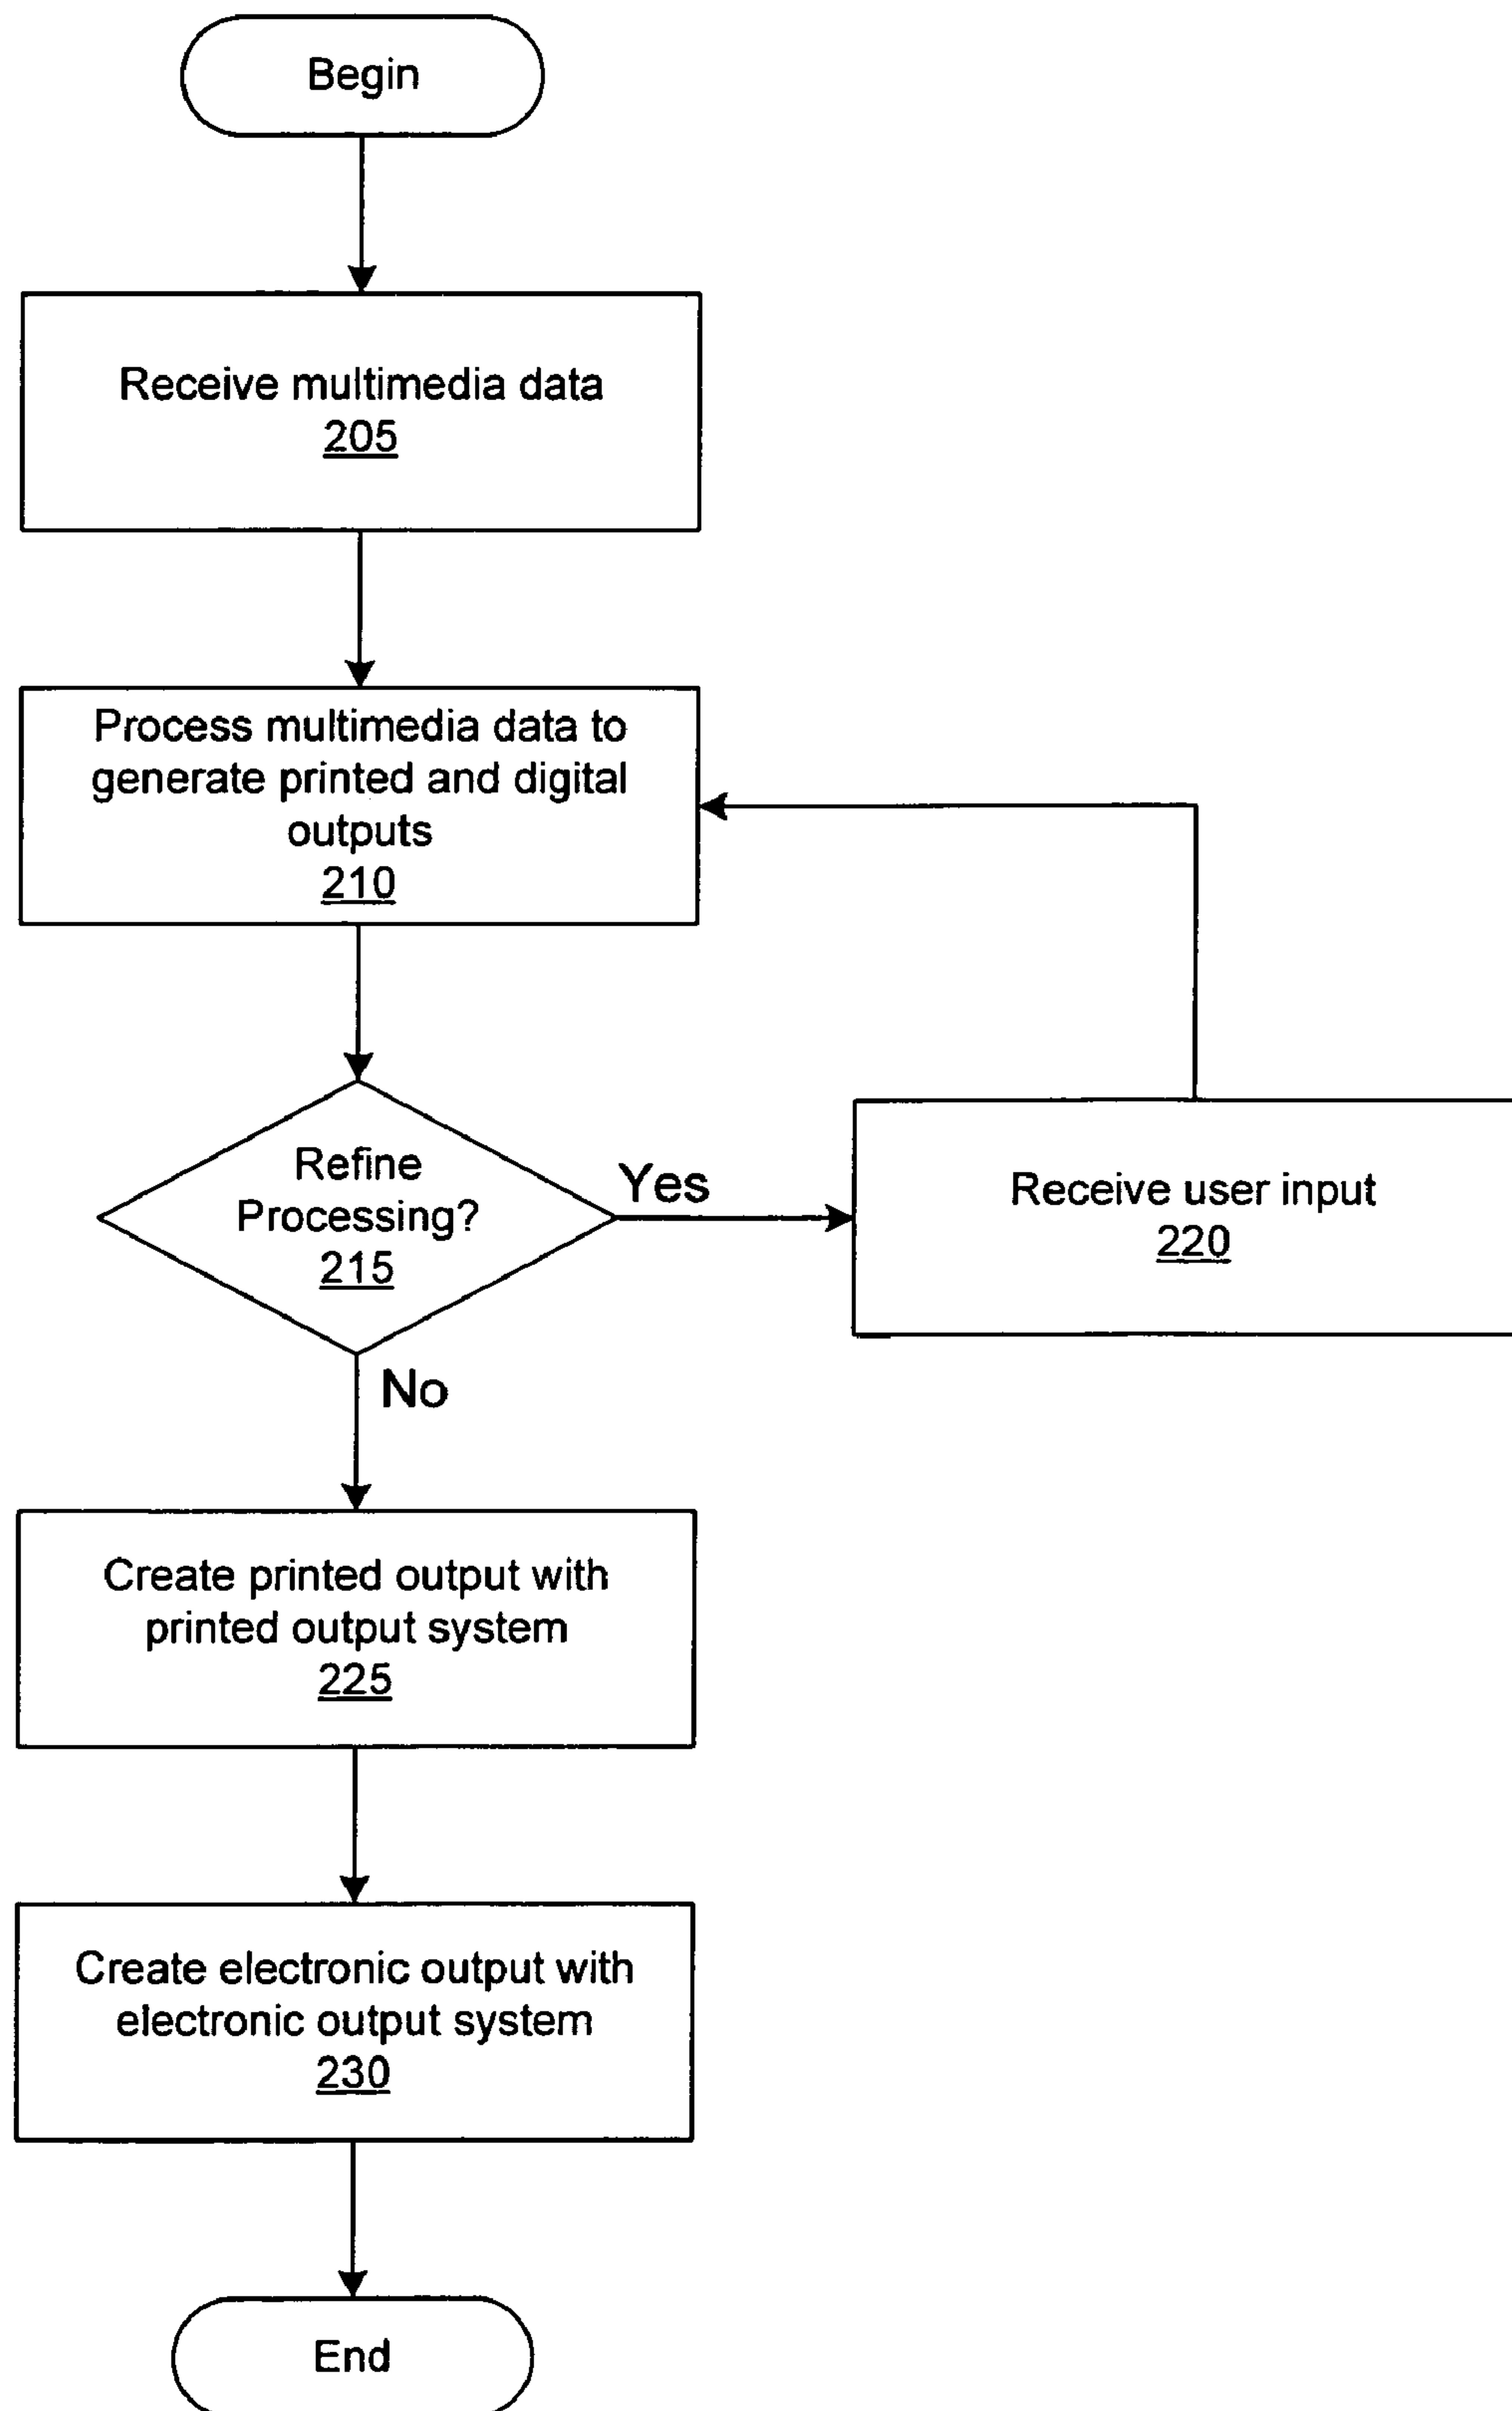 Begin
Receive multimedia data
205
Process multimedia data to
generate printed and digital
outputs
210
Refine
Processing?
215
Yes
Receive user input
220
No
Create printed output with
printed output system
225
Create electronic output with
electronic output system
230
End